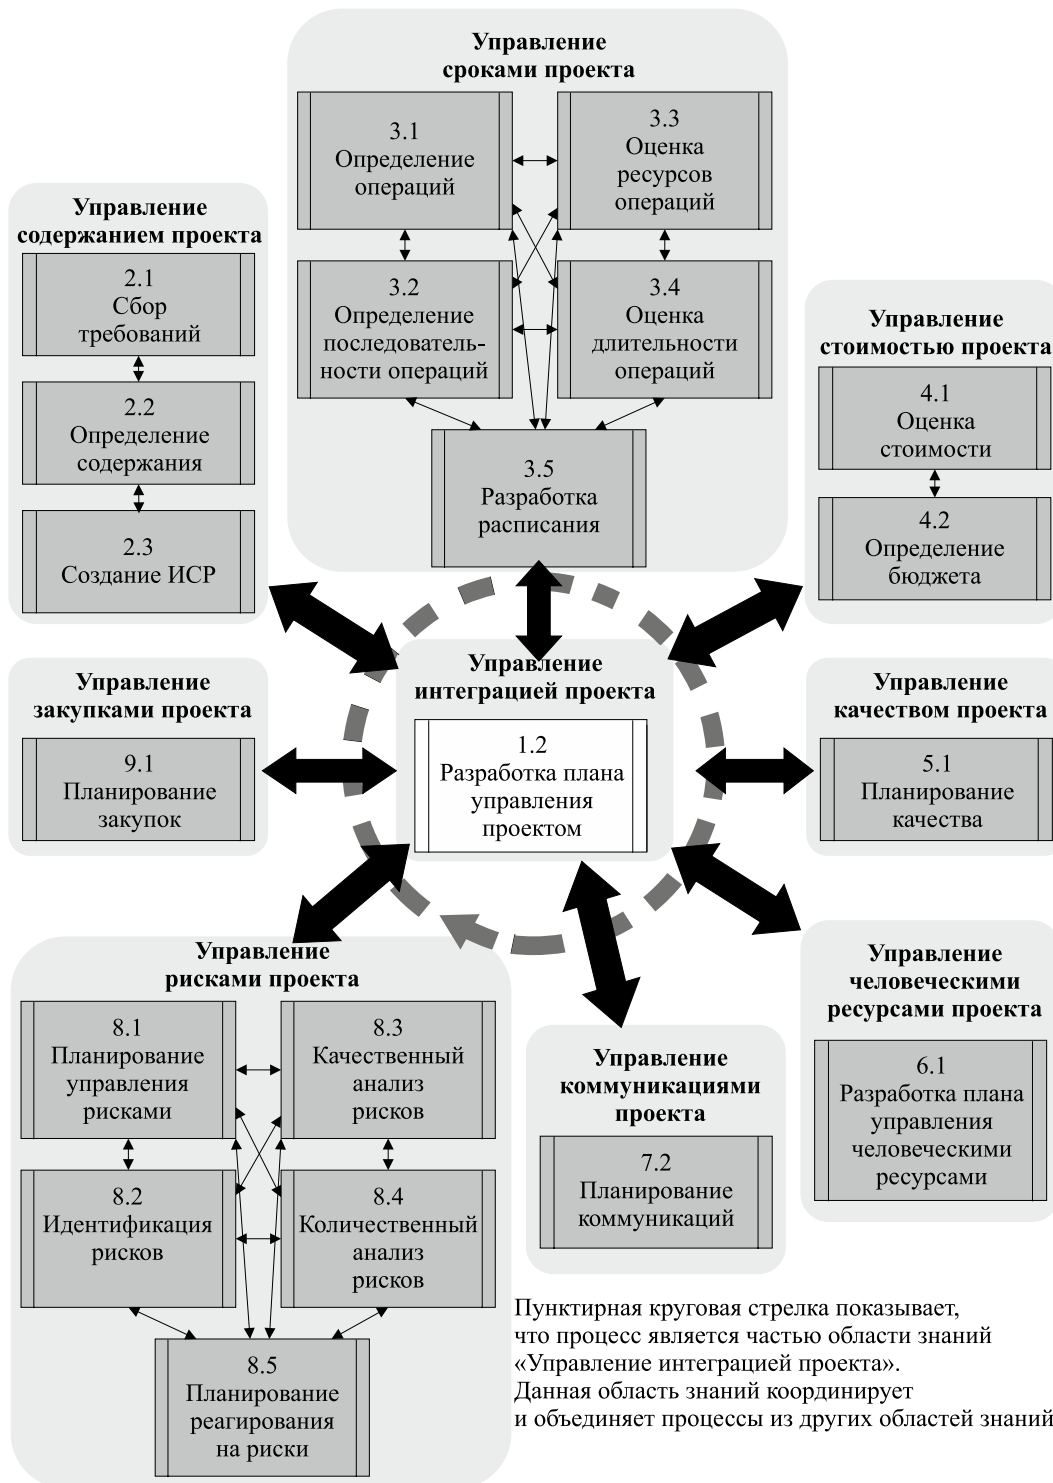 Управление
сроками проекта
3.1
Определение
операций
3.3
Оценка
ресурсов
операций
3.2
Определение
последователь-
ности операций
3.4
Оценка
длительности
операций
3.5
Разработка
расписания
Управление
содержанием проекта
2.1
Сбор
требований
2.2
Определение
содержания
2.3
Создание ИСР
Управление
стоимостью проекта
4.1
Оценка
стоимости
4.2
Определение
бюджета
Управление
закупками проекта
9.1
Планирование
закупок
Управление
интеграцией проекта
1.2
Разработка плана
управления
проектом
Управление
качеством проекта
5.1
Планирование
качества
Управление
рисками проекта
8.1
Планирование
управления
рисками
8.3
Качественный
анализ
рисков
8.2
Идентификация
рисков
8.4
Количественный
анализ
рисков
8.5
Планирование
реагирования
на риски
Управление
коммуникациями
проекта
7.2
Планирование
коммуникаций
Управление
человеческими
ресурсами проекта
6.1
Разработка плана
управления
человеческими
ресурсами
Пунктирная круговая стрелка показывает,
что процесс является частью области знаний
«Управление интеграцией проекта».
Данная область знаний координирует
и объединяет процессы из других областей знаний